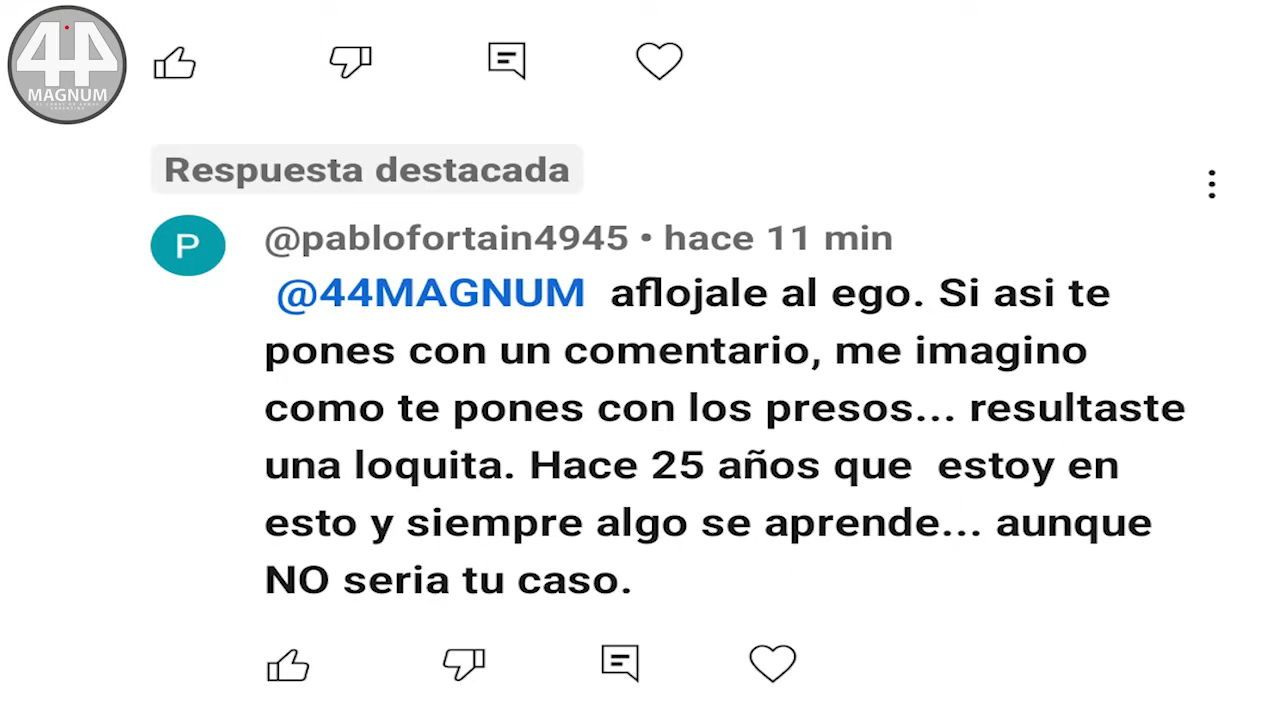 44
MAGNUM
Respuesta destacada
P
@pablofortain4945 • hace 11 min
@44MAGNUM aflojale al ego. Si asi te
pones con un comentario, me imagino
como te pones con los presos... resultaste
una loquita. Hace 25 años que estoy en
esto y siempre algo se aprende... aunque
NO seria tu caso.